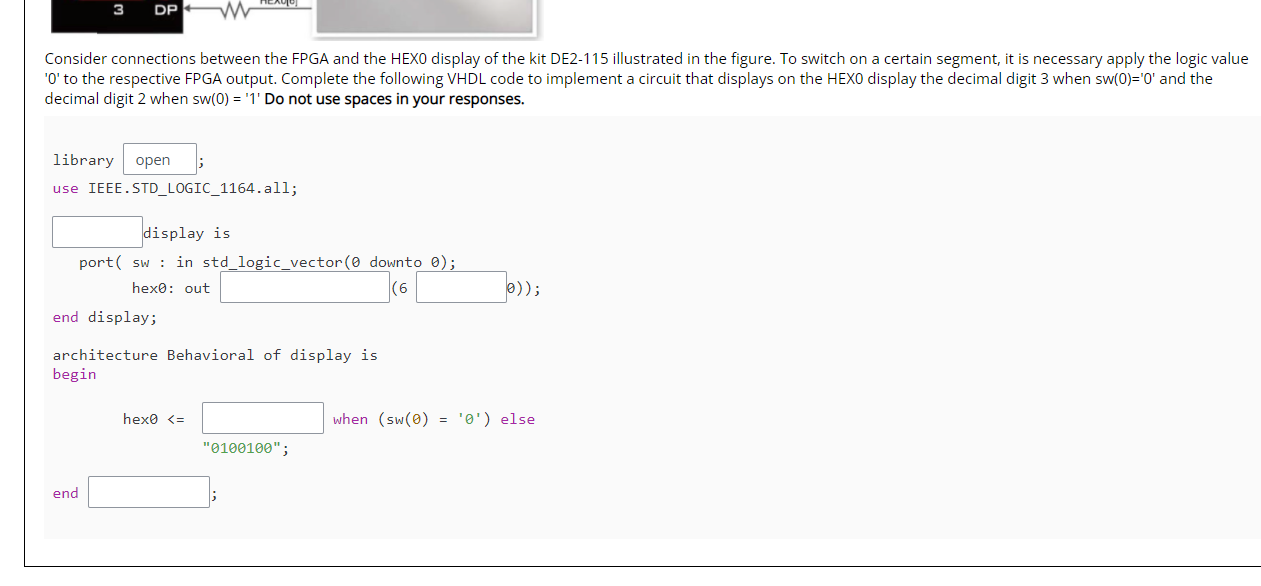 3 DP HEX0[6]
Consider connections between the FPGA and the HEX0 display of the kit DE2-115 illustrated in the figure. To switch on a certain segment, it is necessary apply the logic value
'0' to the respective FPGA output. Complete the following VHDL code to implement a circuit that displays on the HEX0 display the decimal digit 3 when sw(0)='0' and the
decimal digit 2 when sw(0) = '1' Do not use spaces in your responses.
library open ;
use IEEE.STD_LOGIC_1164.all;
display is
port( sw : in std_logic_vector(0 downto 0);
hex0: out (6 0));
end display;
architecture Behavioral of display is
begin
hex0 <= when (sw(0) = '0') else
"0100100";
end ;